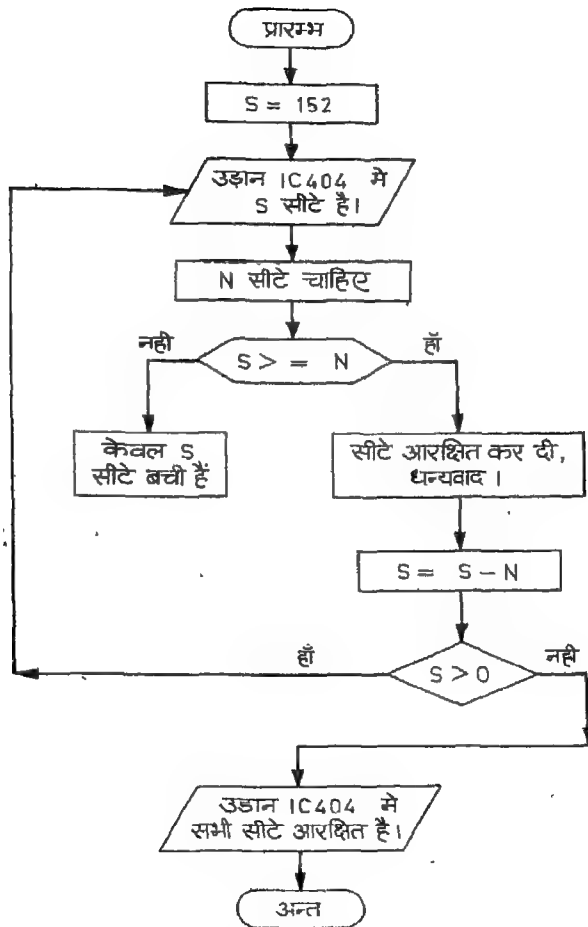 प्रारम्भ
S = 152
उड़ान IC404 मे
S सीटे है।
N सीटे चाहिए
नही
S > = N
हाँ
केवल S
सीटे बची हैं
सीटे आरक्षित कर दी,
धन्यवाद ।
S = S - N
हाँ
S > 0
नही
उडान IC404 मे
सभी सीटे आरक्षित है।
अन्त